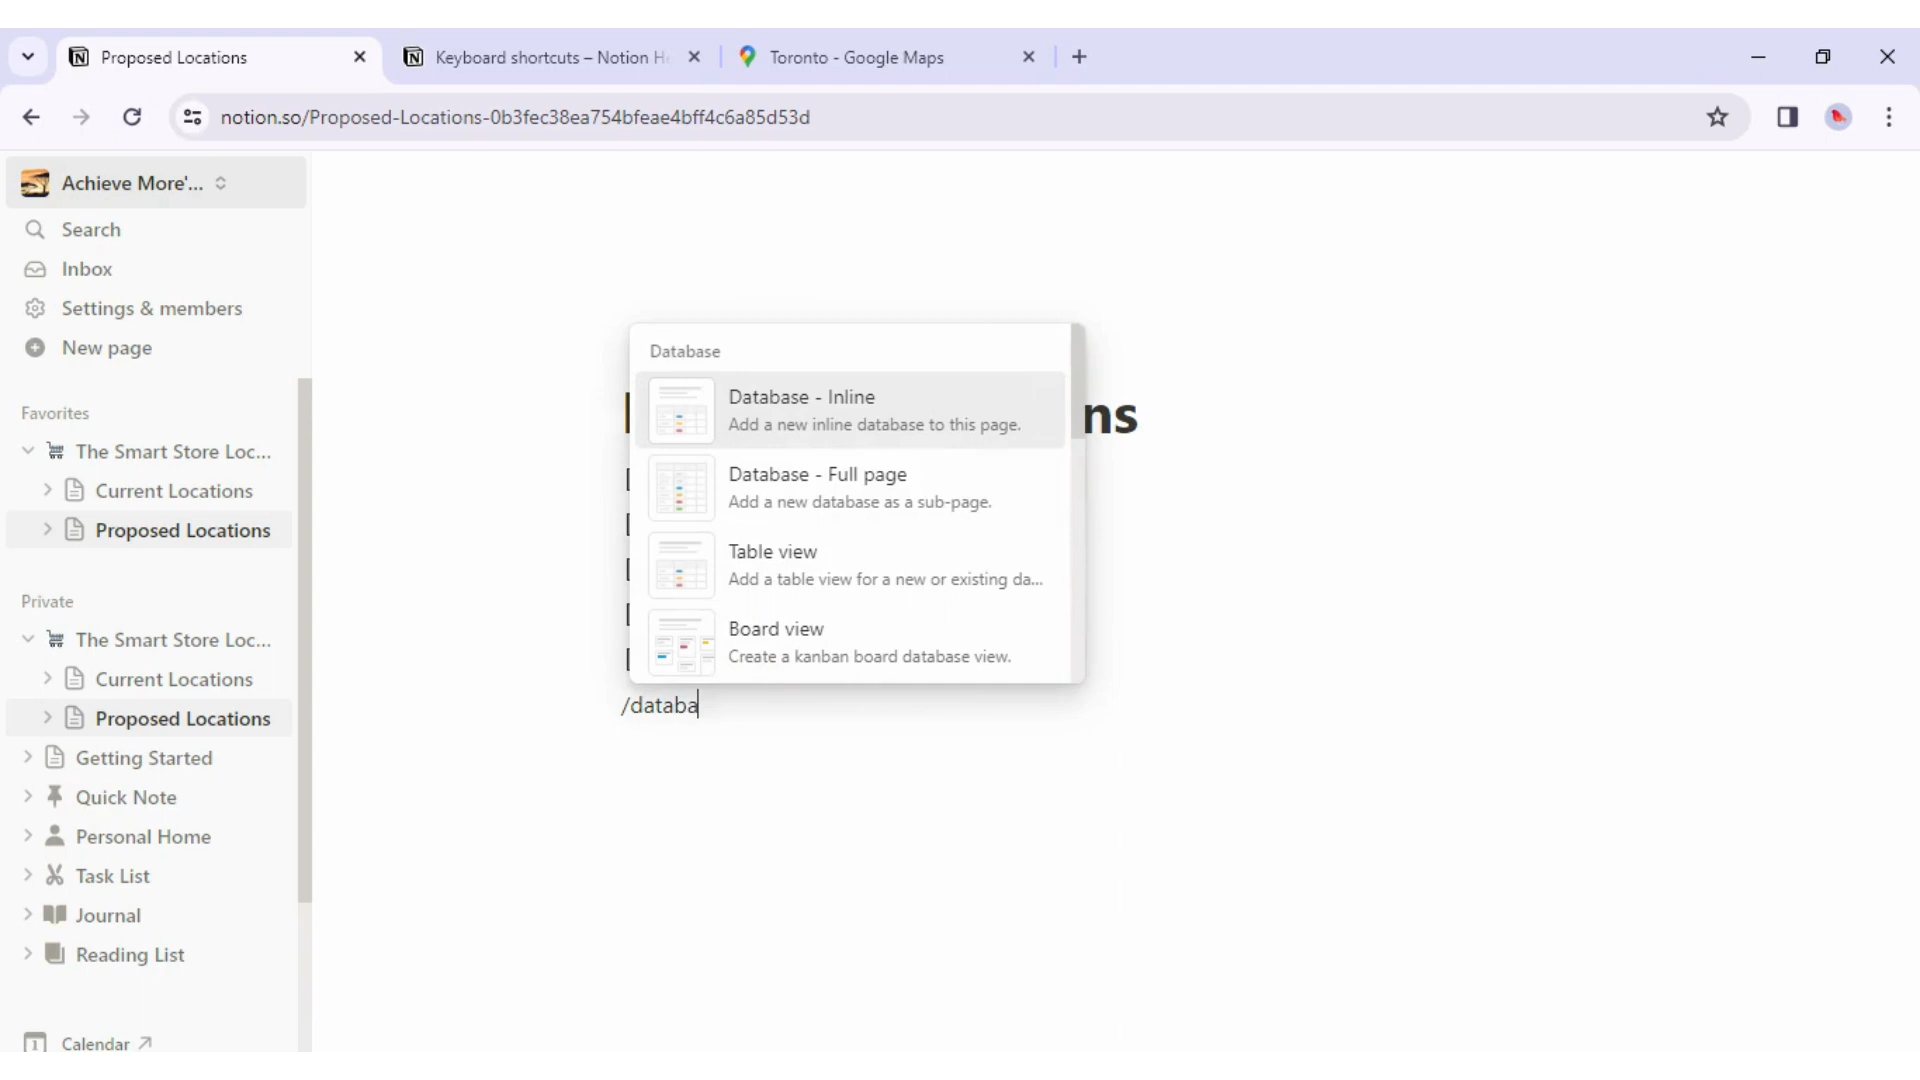 Proposed Locations
Keyboard shortcuts – Notion H
Toronto - Google Maps
notion.so/Proposed-Locations-0b3fec38ea754bfeae4bff4c6a85d53d
Achieve More'...
Search
Inbox
Settings & members
New page
Favorites
The Smart Store Loc...
Current Locations
Proposed Locations
Private
The Smart Store Loc...
Current Locations
Proposed Locations
Getting Started
Quick Note
Personal Home
Task List
Journal
Reading List
1 Calendar
ns
Database
Database - Inline
Add a new inline database to this page.
Database - Full page
Add a new database as a sub-page.
Table view
Add a table view for a new or existing da...
Board view
Create a kanban board database view.
/databa